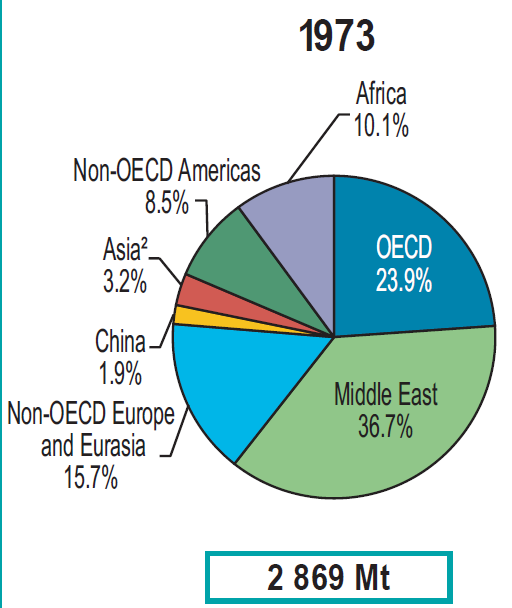 1973
Africa
10.1%
Non-OECD Americas
8.5%
OECD
23.9%
Asia²
3.2%
China
1.9%
Middle East
36.7%
Non-OECD Europe
and Eurasia
15.7%
2 869 Mt